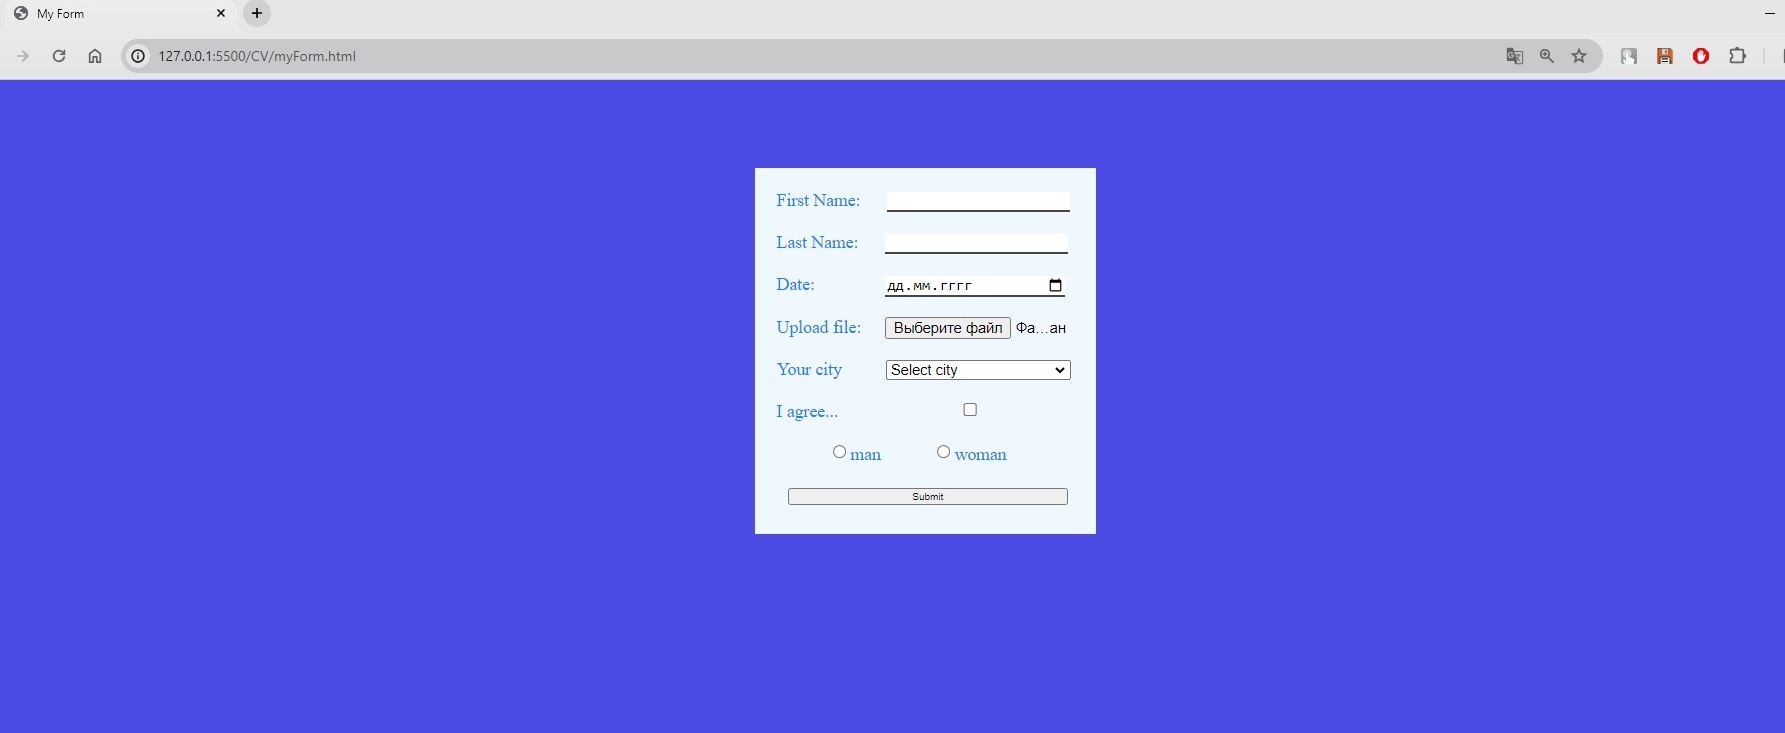 My Form
127.0.0.1:5500/CV/myForm.html
First Name:
Last Name:
Date: дд.мм.гггг
Upload file: Выберите файл Фа...ан
Your city Select city
I agree...
man woman
Submit